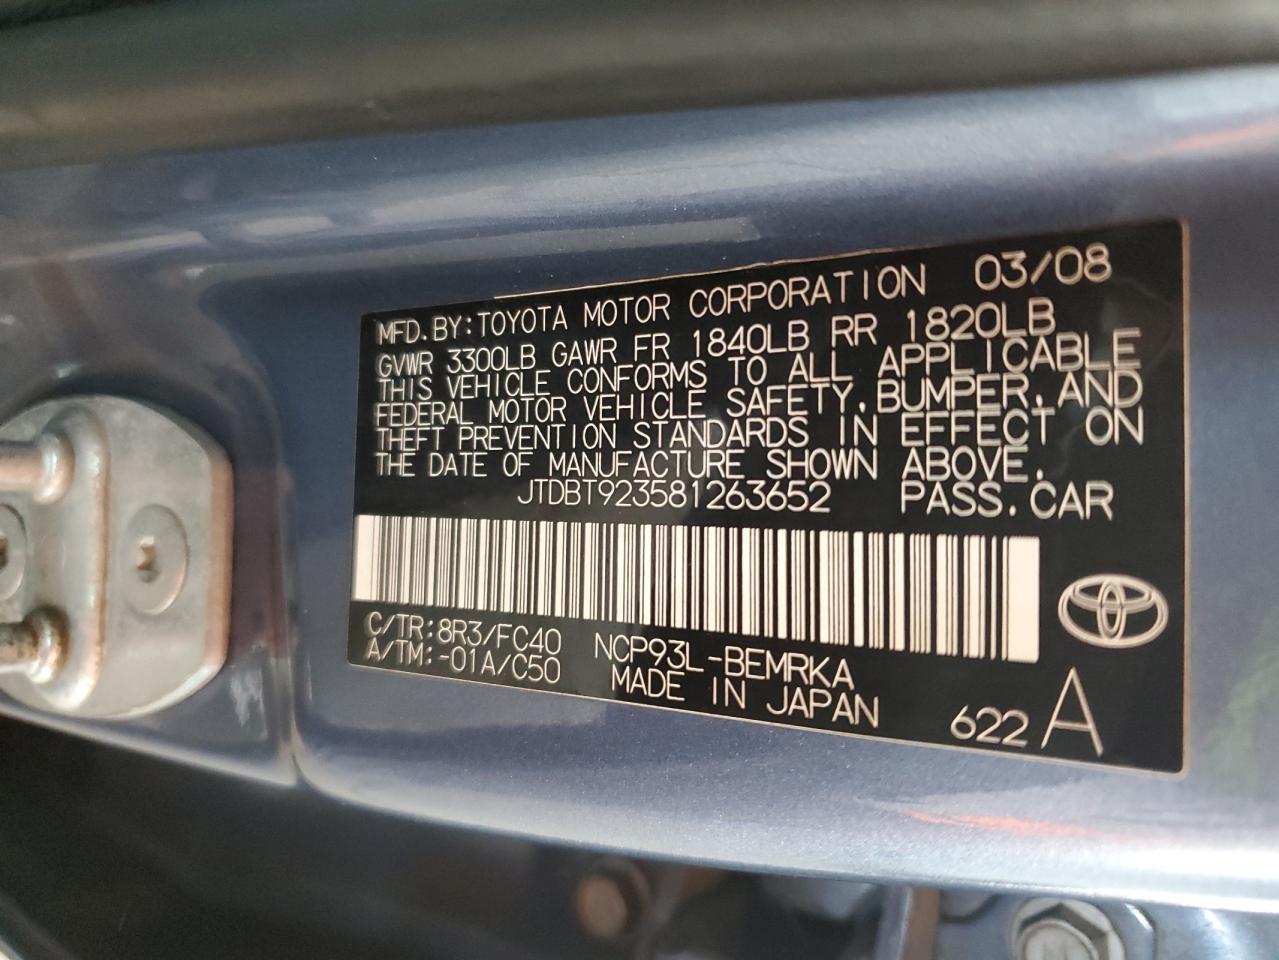 MFD.BY:TOYOTA MOTOR CORPORATION 03/08
GVWR 3300LB GAWR FR 1840LB RR 1820LB
THIS VEHICLE CONFORMS TO ALL APPLICABLE
FEDERAL MOTOR VEHICLE SAFETY,BUMPER,AND
THEFT PREVENTION STANDARDS IN EFFECT ON
THE DATE OF MANUFACTURE SHOWN ABOVE.
JTDBT923581263652 PASS.CAR
C/TR:8R3/FC40 NCP93L-BEMRKA
A/TM:-01A/C50 MADE IN JAPAN 622 A